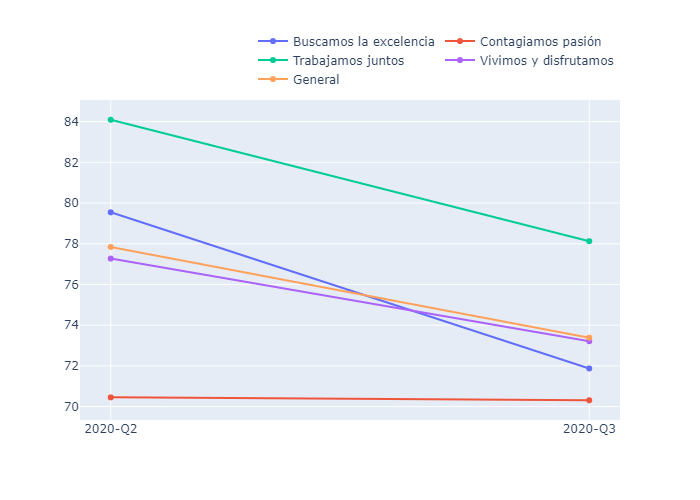 Buscamos la excelencia Contagiamos pasión
Trabajamos juntos Vivimos y disfrutamos
General
84
82
80
78
76
74
72
70
2020-Q2 2020-Q3